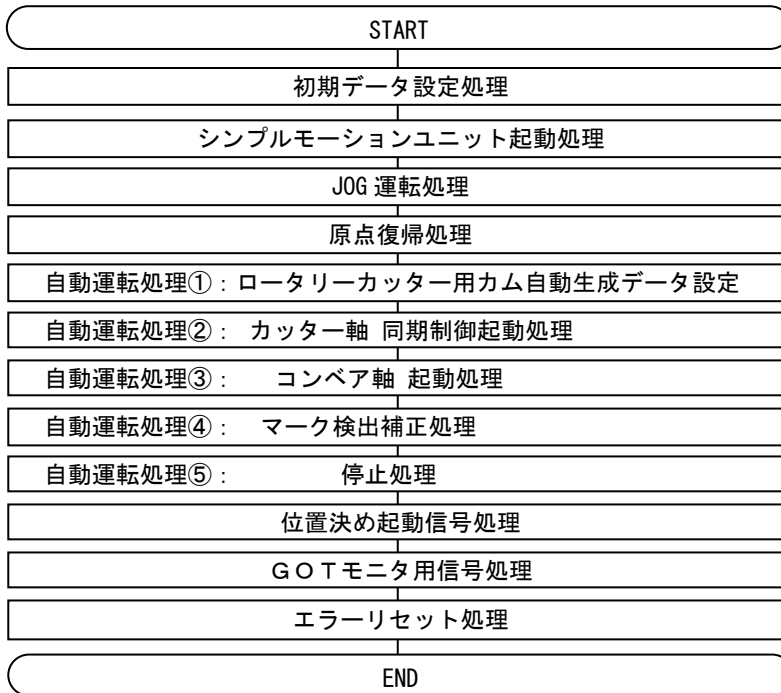 START
初期データ設定処理
シンプルモーションユニット起動処理
JOG 運転処理
原点復帰処理
自動運転処理①：ロータリーカッター用カム自動生成データ設定
自動運転処理②： カッター軸 同期制御起動処理
自動運転処理③： コンベア軸 起動処理
自動運転処理④： マーク検出補正処理
自動運転処理⑤： 停止処理
位置決め起動信号処理
ＧＯＴモニタ用信号処理
エラーリセット処理
END